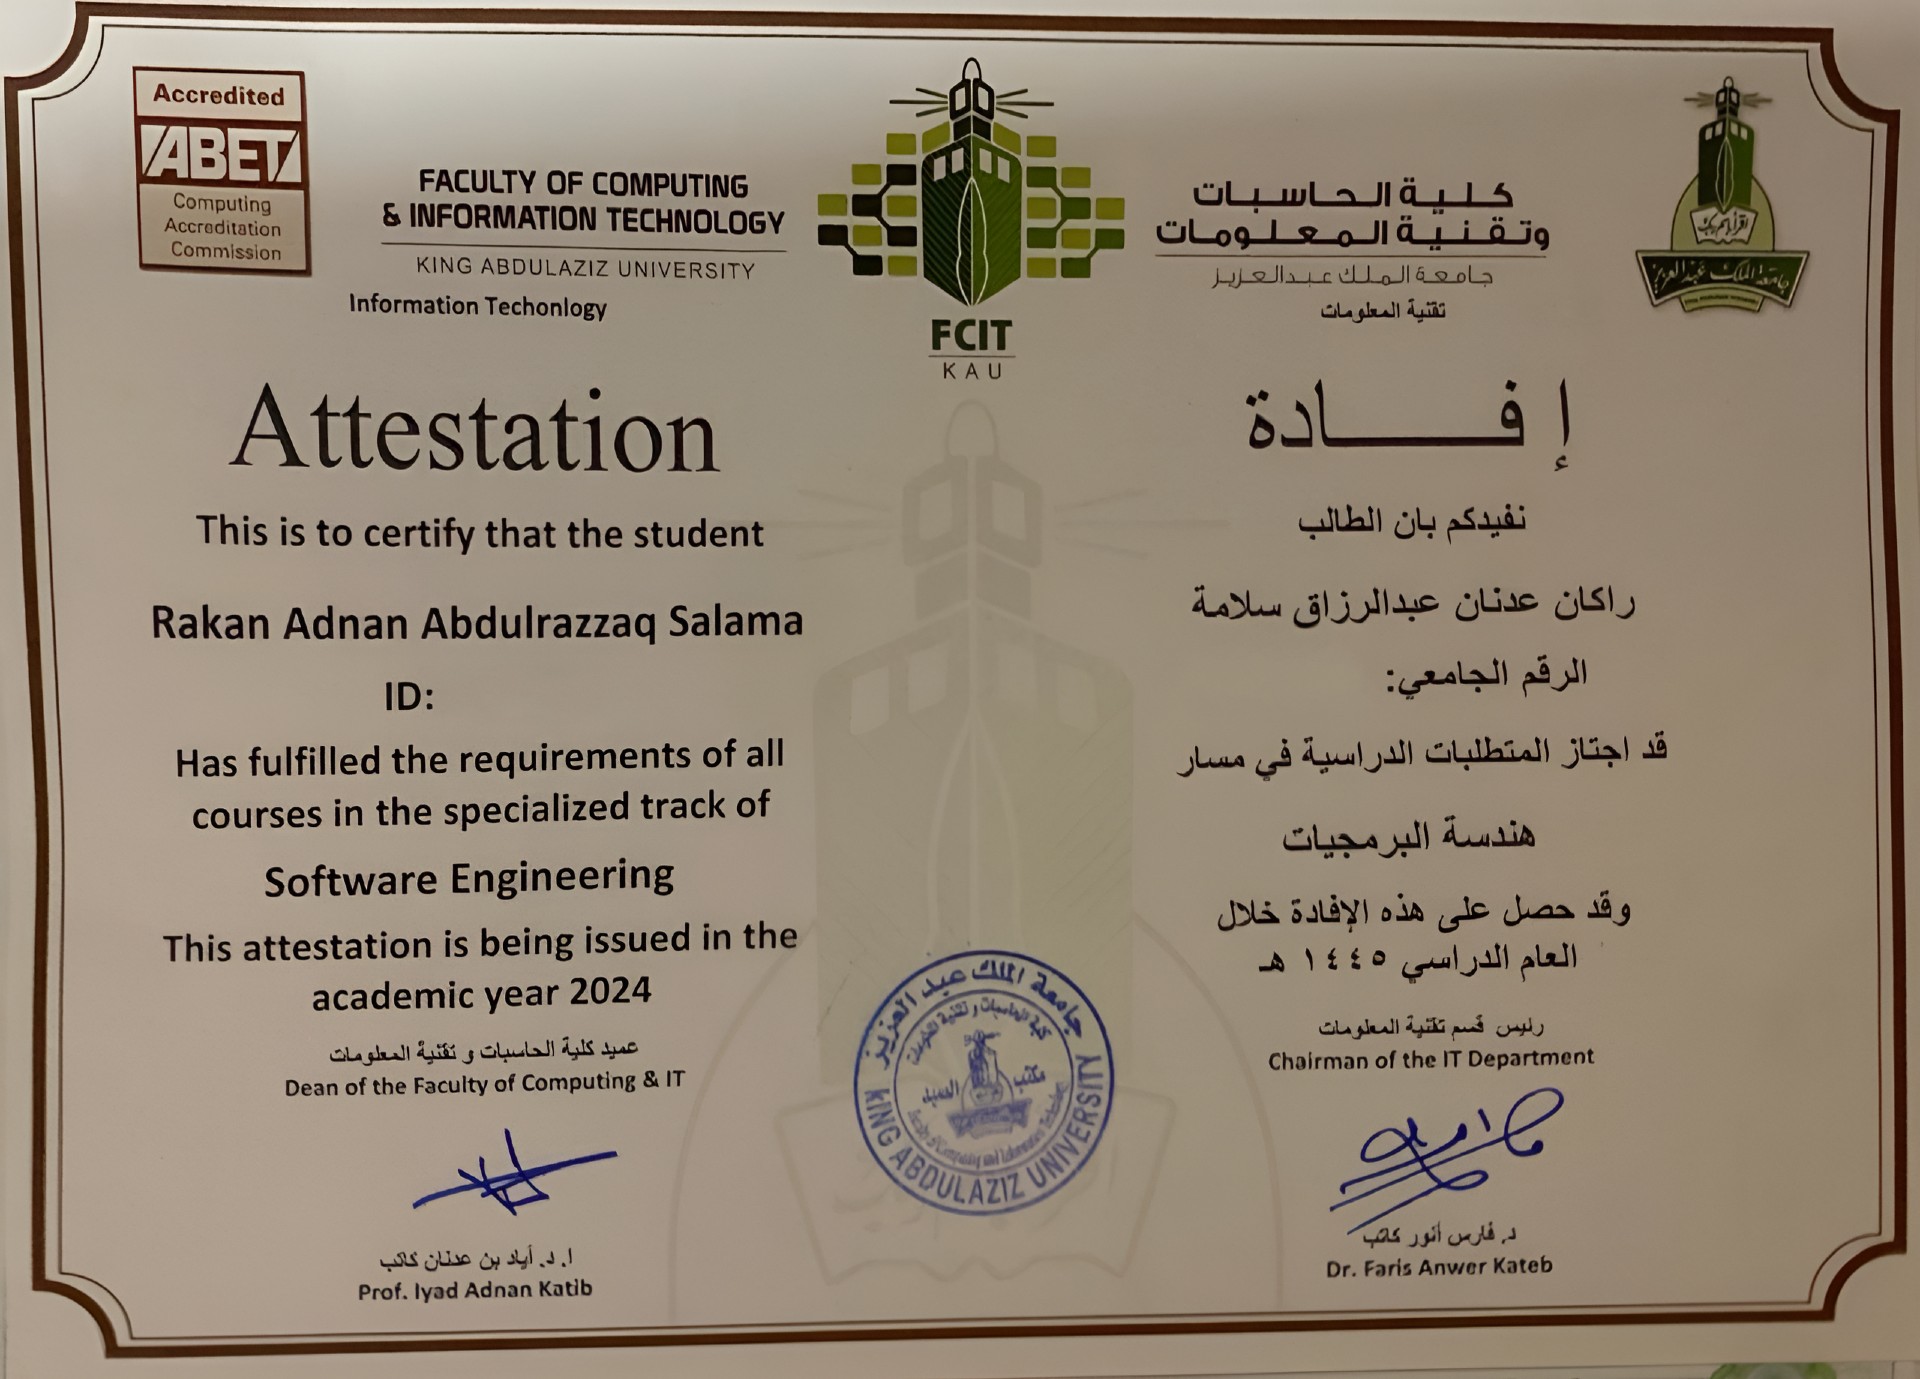 Accredited
ABET
Computing
Accreditation
Commission
FACULTY OF COMPUTING
& INFORMATION TECHNOLOGY
KING ABDULAZIZ UNIVERSITY
Information Techonlogy
FCIT
KAU
كلية الحاسبات
وتقنية المعلومات
جامعة الملك عبدالعزيز
تقنية المعلومات
جامعة الملك عبدالعزيز
Attestation
This is to certify that the student
Rakan Adnan Abdulrazzaq Salama
ID:
Has fulfilled the requirements of all
courses in the specialized track of
Software Engineering
This attestation is being issued in the
academic year 2024
عميد كلية الحاسبات و تقنية المعلومات
Dean of the Faculty of Computing & IT
ا. د. أياد بن عدنان كاتب
Prof. Iyad Adnan Katib
إفــــــادة
نفيدكم بان الطالب
راكان عدنان عبدالرزاق سلامة
الرقم الجامعي:
قد اجتاز المتطلبات الدراسية في مسار
هندسة البرمجيات
وقد حصل على هذه الإفادة خلال
العام الدراسي ١٤٤٥ هـ
رئيس قسم تقنية المعلومات
Chairman of the IT Department
د. فارس أنور كاتب
Dr. Faris Anwer Kateb
جامعة الملك عبد العزيز
كلية الحاسبات و تقنية المعلومات
مكتب العميد
Faculty of Computing and Information Technology
KING ABDULAZIZ UNIVERSITY